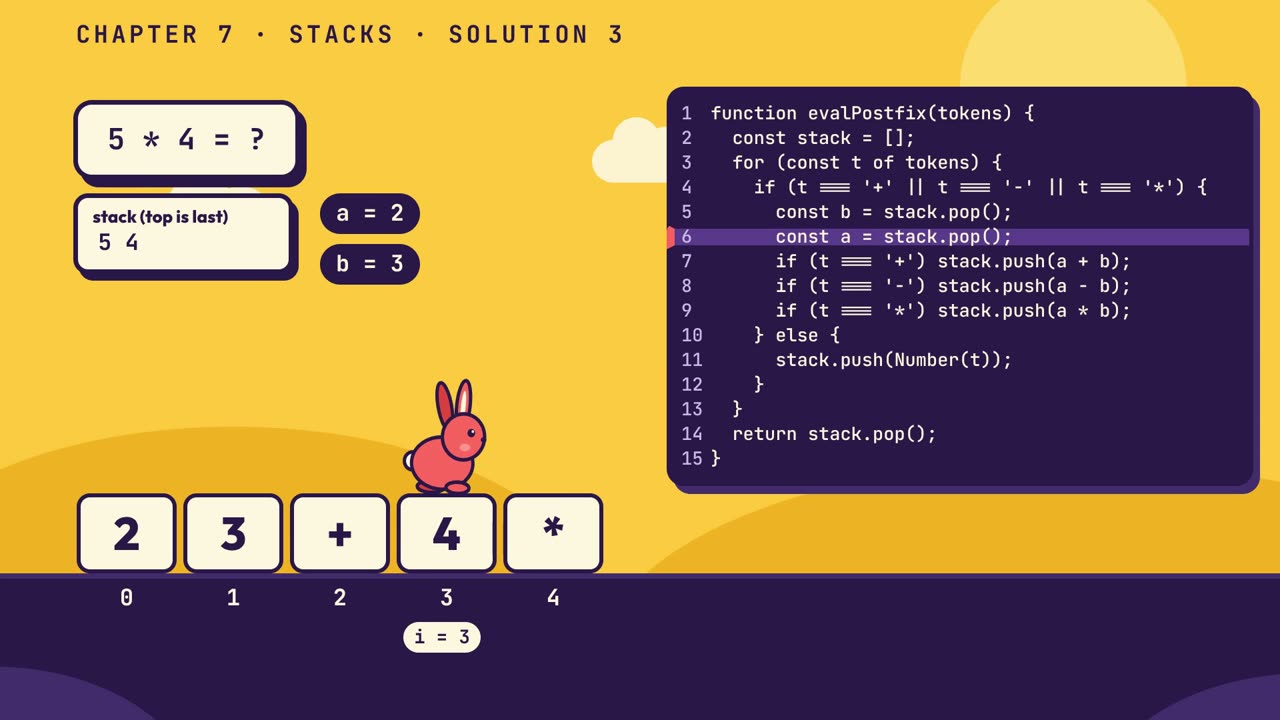 CHAPTER 7 · STACKS · SOLUTION 3
5 * 4 = ?
stack (top is last)
5 4
a = 2
b = 3
1 function evalPostfix(tokens) {
2 const stack = [];
3 for (const t of tokens) {
4 if (t === '+' || t === '-' || t === '*') {
5 const b = stack.pop();
6 const a = stack.pop();
7 if (t === '+') stack.push(a + b);
8 if (t === '-') stack.push(a - b);
9 if (t === '*') stack.push(a * b);
10 } else {
11 stack.push(Number(t));
12 }
13 }
14 return stack.pop();
15 }
2 3 + 4 *
0 1 2 3 4
i = 3